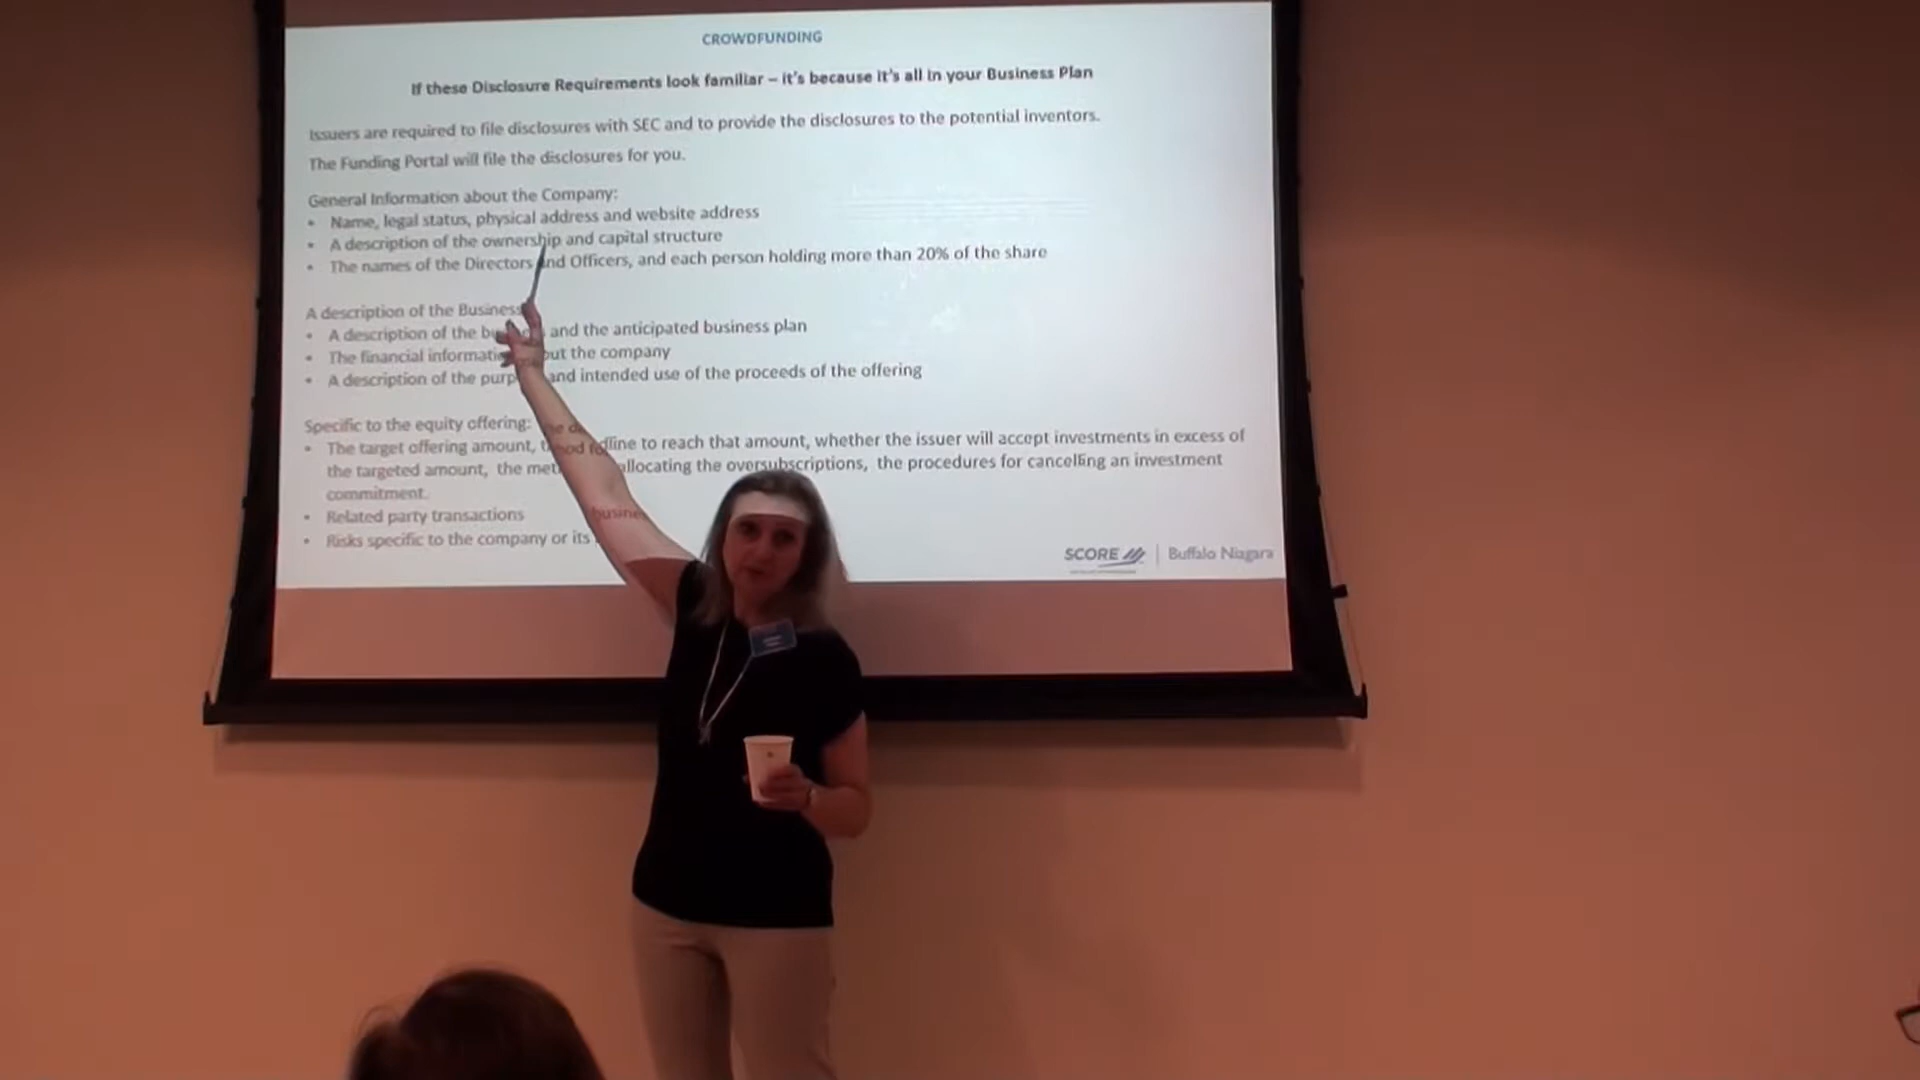 CROWDFUNDING
If these Disclosure Requirements look familiar – it's because it's all in your Business Plan
Issuers are required to file disclosures with SEC and to provide the disclosures to the potential inventors.
The Funding Portal will file the disclosures for you.
General Information about the Company:
• Name, legal status, physical address and website address
• A description of the ownership and capital structure
• The names of the Directors and Officers, and each person holding more than 20% of the share
A description of the Business
• A description of the and the anticipated business plan
• The financial the company
• A description of the and intended use of the proceeds of the offering
Specific to the equity offering:
• The target offering amount, to reach that amount, whether the issuer will accept investments in excess of
the targeted amount, the allocating the oversubscriptions, the procedures for cancelling an investment
commitment.
• Related party transactions
• Risks specific to the company or its
SCORE | Buffalo Niagara